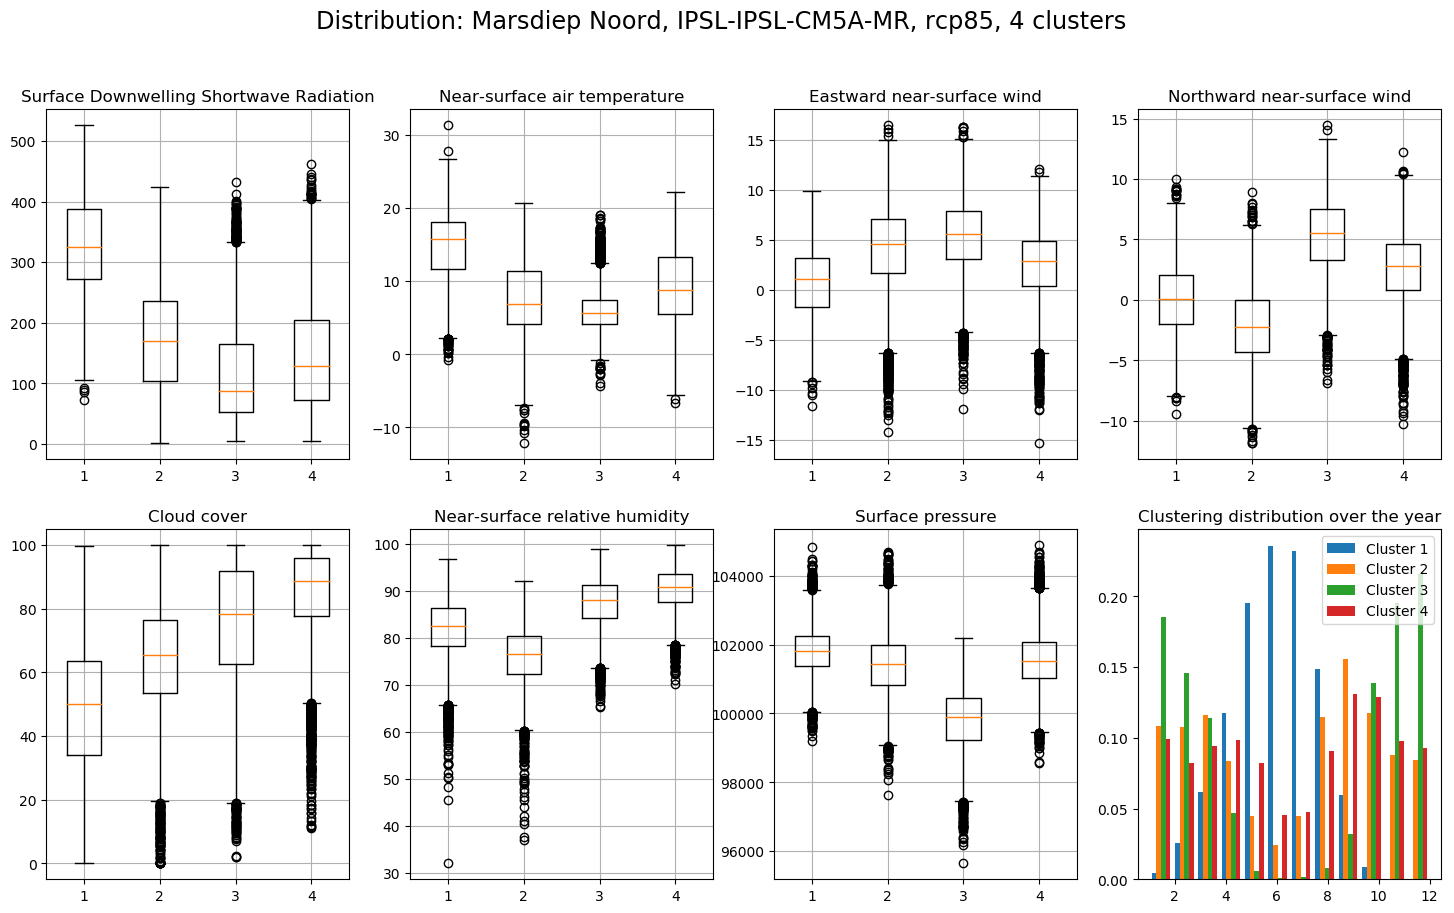 Distribution: Marsdiep Noord, IPSL-IPSL-CM5A-MR, rcp85, 4 clusters
Surface Downwelling Shortwave Radiation
500
400
300
200
100
0
1 2 3 4
Near-surface air temperature
30
20
10
0
−10
1 2 3 4
Eastward near-surface wind
15
10
5
0
−5
−10
−15
1 2 3 4
Northward near-surface wind
15
10
5
0
−5
−10
1 2 3 4
Cloud cover
100
80
60
40
20
0
1 2 3 4
Near-surface relative humidity
100
90
80
70
60
50
40
30
1 2 3 4
Surface pressure
104000
102000
100000
98000
96000
1 2 3 4
Clustering distribution over the year
Cluster 1
Cluster 2
Cluster 3
Cluster 4
0.20
0.15
0.10
0.05
0.00
2 4 6 8 10 12